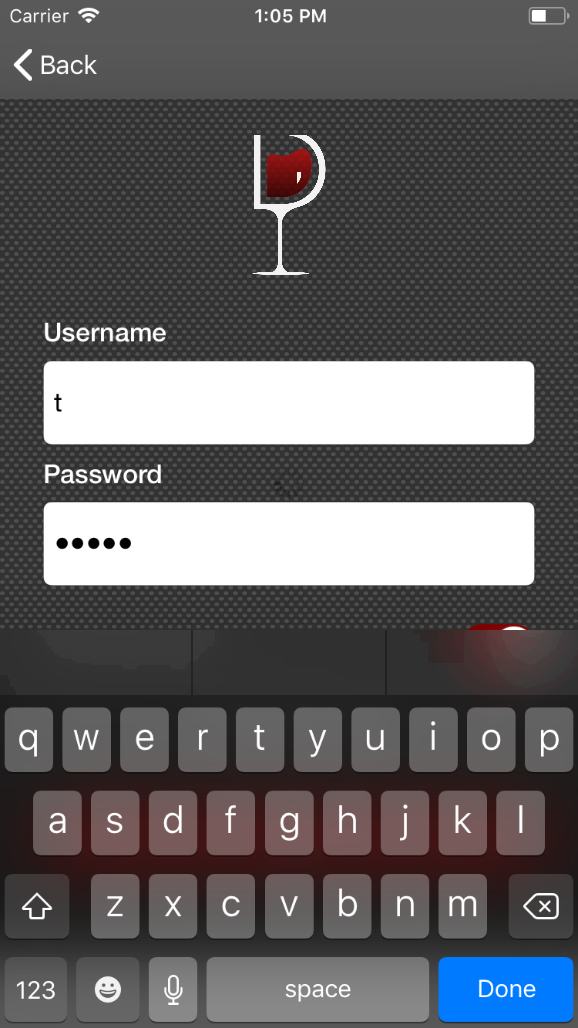 Carrier 1:05 PM
Back
Username
t
Password
•••••
q w e r t y u i o p
a s d f g h j k l
z x c v b n m
123 space Done